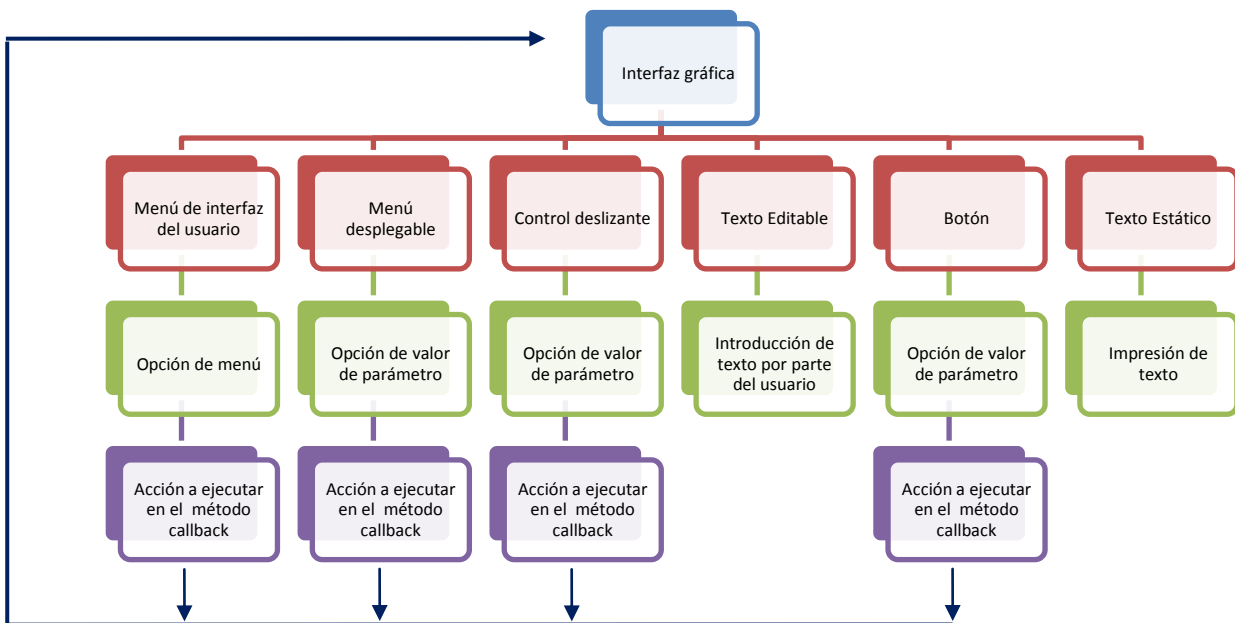 Interfaz gráfica
Menú de interfaz
del usuario
Menú
desplegable
Control deslizante
Texto Editable
Botón
Texto Estático
Opción de menú
Opción de valor
de parámetro
Opción de valor
de parámetro
Introducción de
texto por parte
del usuario
Opción de valor
de parámetro
Impresión de
texto
Acción a ejecutar
en el método
callback
Acción a ejecutar
en el método
callback
Acción a ejecutar
en el método
callback
Acción a ejecutar
en el método
callback